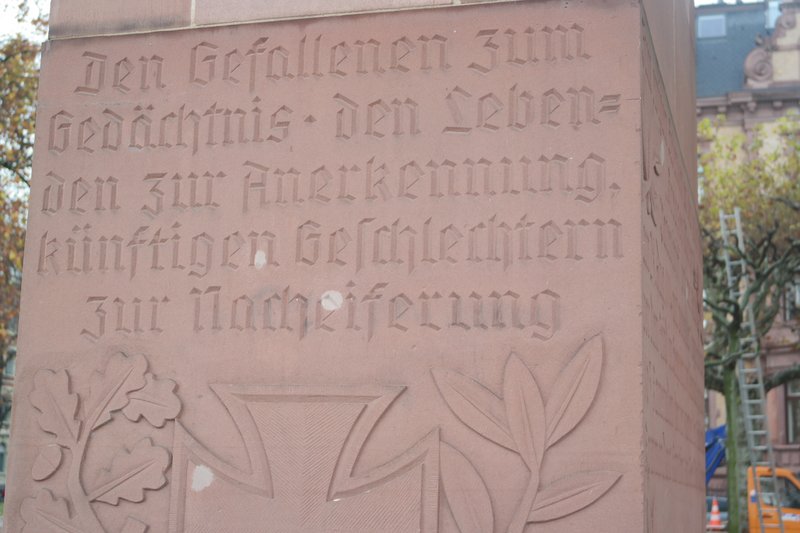 Den Gefallenen zum
Gedächtnis · den Leben=
den zur Anerkennung,
künftigen Geschlechtern
zur Nacheiferung